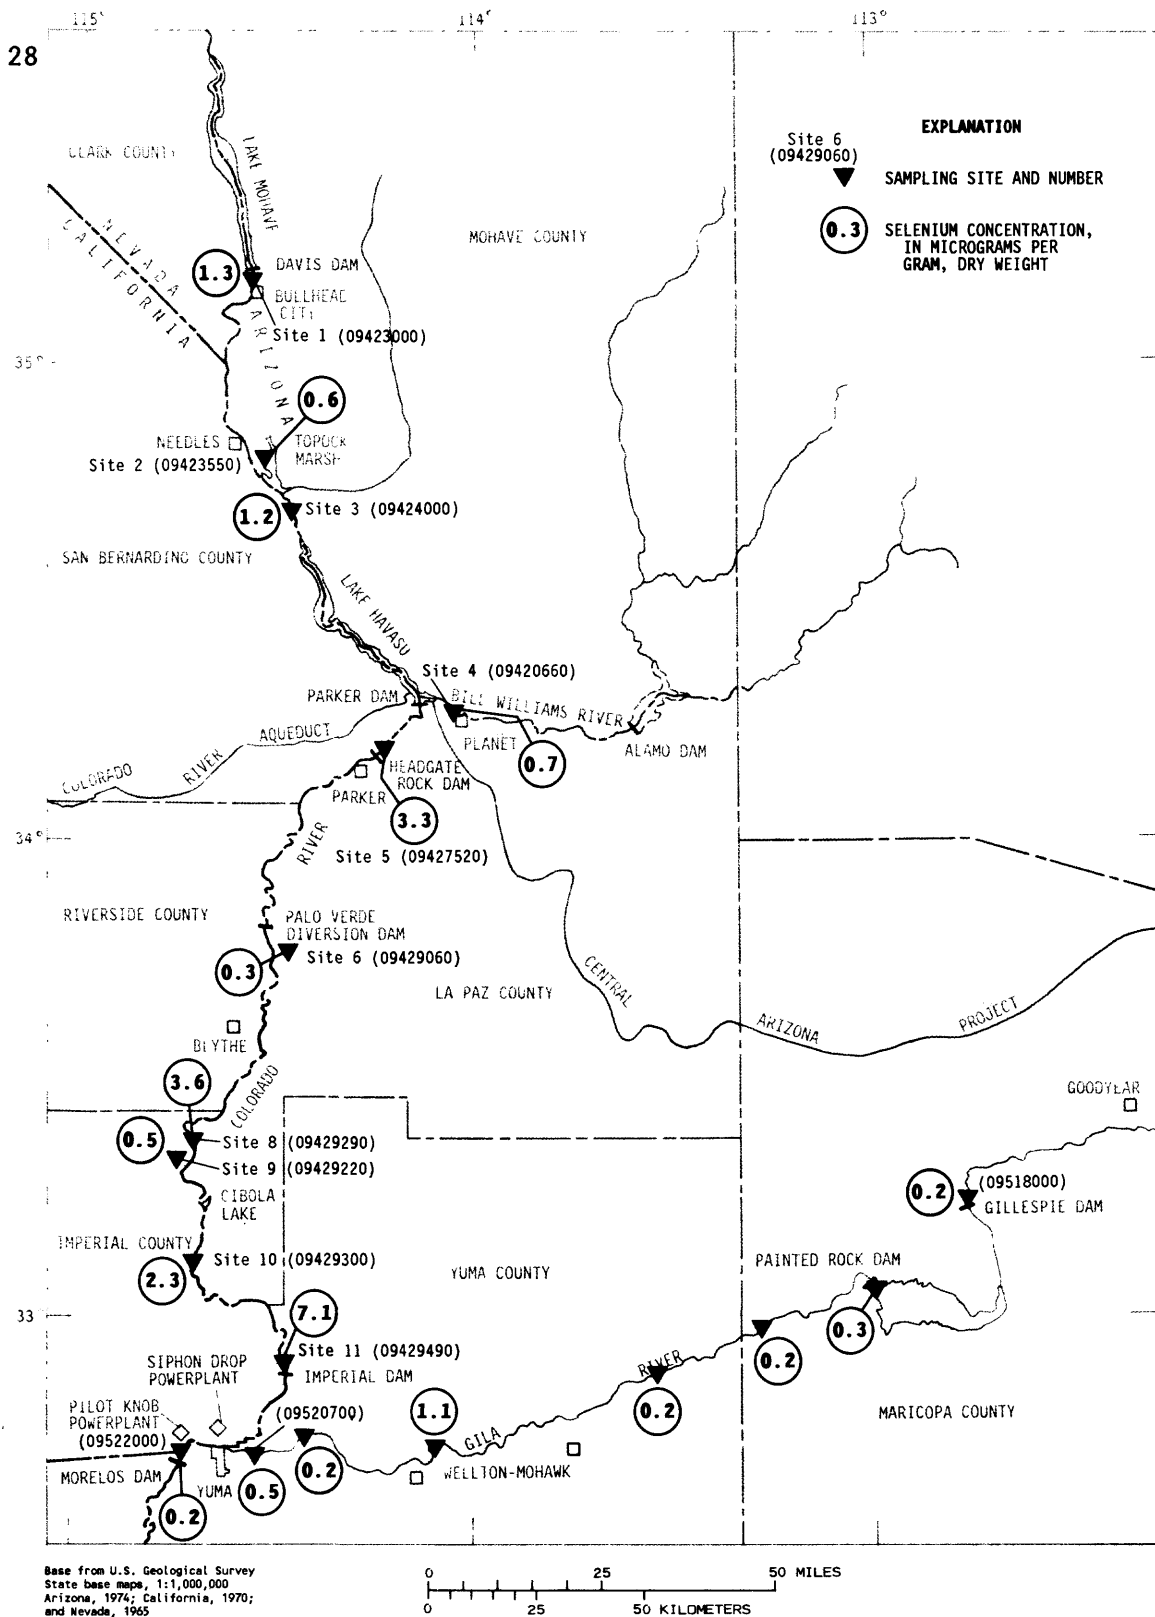 115°
114°
113°
28
EXPLANATION
Site 6
(09429060)
SAMPLING SITE AND NUMBER
0.3
SELENIUM CONCENTRATION,
IN MICROGRAMS PER
GRAM, DRY WEIGHT
CLARK COUNTY
LAKE MOHAVE
MOHAVE COUNTY
NEVADA
CALIFORNIA
1.3
DAVIS DAM
BULLHEAD
CITY
ARIZONA
Site 1 (09423000)
35°
0.6
NEEDLES
TOPOCK
MARSH
Site 2 (09423550)
1.2
Site 3 (09424000)
SAN BERNARDINO COUNTY
LAKE HAVASU
Site 4 (09420660)
PARKER DAM
BILL WILLIAMS RIVER
COLORADO RIVER AQUEDUCT
PLANET
ALAMO DAM
0.7
HEADGATE
ROCK DAM
PARKER
3.3
34°
RIVER
Site 5 (09427520)
RIVERSIDE COUNTY
PALO VERDE
DIVERSION DAM
0.3
Site 6 (09429060)
LA PAZ COUNTY
CENTRAL
ARIZONA
PROJECT
BLYTHE
3.6
COLORADO
GOODYEAR
0.5
Site 8 (09429290)
Site 9 (09429220)
CIBOLA
LAKE
0.2
(09518000)
GILLESPIE DAM
IMPERIAL COUNTY
Site 10 (09429300)
2.3
YUMA COUNTY
PAINTED ROCK DAM
33
7.1
0.3
0.2
Site 11 (09429490)
IMPERIAL DAM
SIPHON DROP
POWERPLANT
RIVER
0.2
PILOT KNOB
POWERPLANT
(09522000)
(09520700)
1.1
GILA
MARICOPA COUNTY
MORELOS DAM
YUMA
0.5
0.2
WELLTON-MOHAWK
0.2
Base from U.S. Geological Survey
State base maps, 1:1,000,000
Arizona, 1974; California, 1970;
and Nevada, 1965
0 25 50 MILES
0 25 50 KILOMETERS